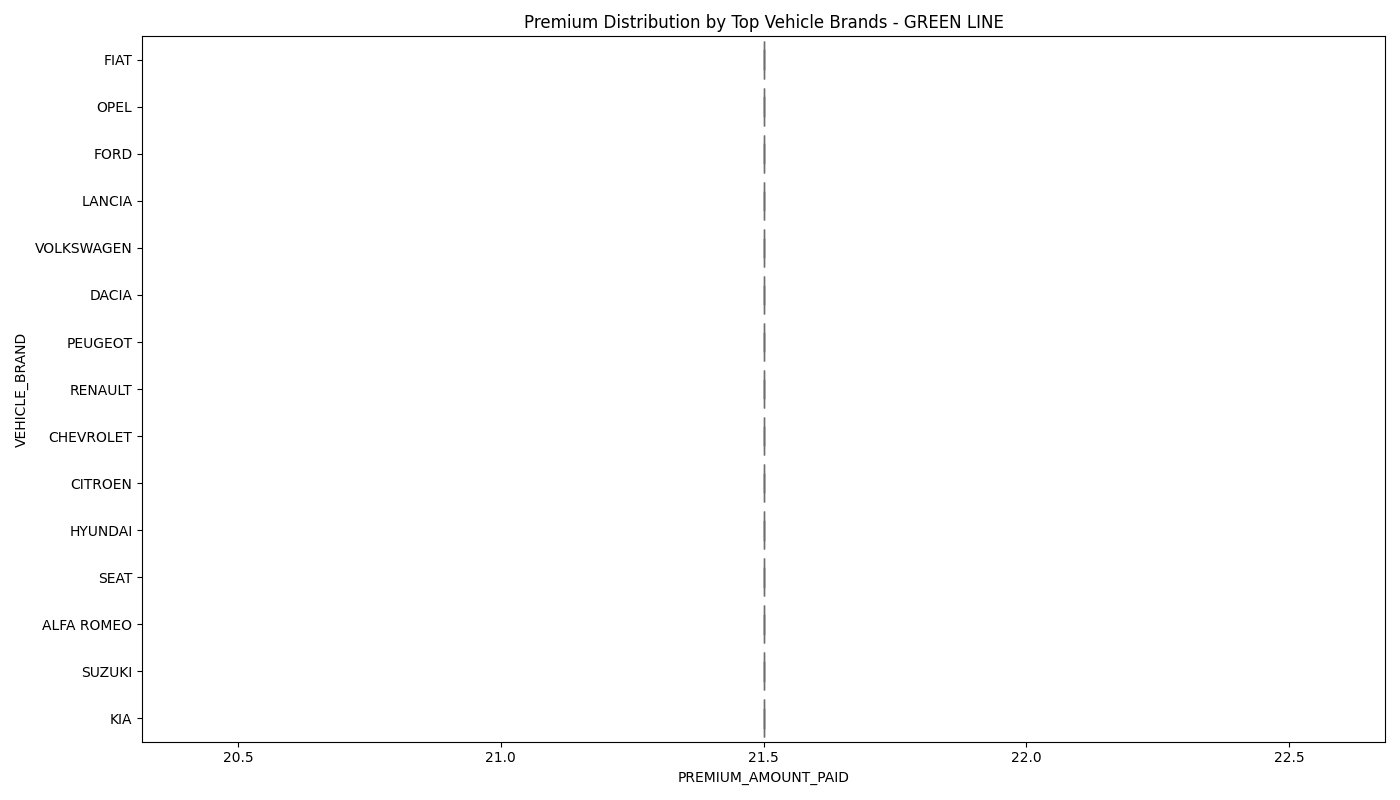 Premium Distribution by Top Vehicle Brands - GREEN LINE
VEHICLE_BRAND
FIAT
OPEL
FORD
LANCIA
VOLKSWAGEN
DACIA
PEUGEOT
RENAULT
CHEVROLET
CITROEN
HYUNDAI
SEAT
ALFA ROMEO
SUZUKI
KIA
20.5 21.0 21.5 22.0 22.5
PREMIUM_AMOUNT_PAID